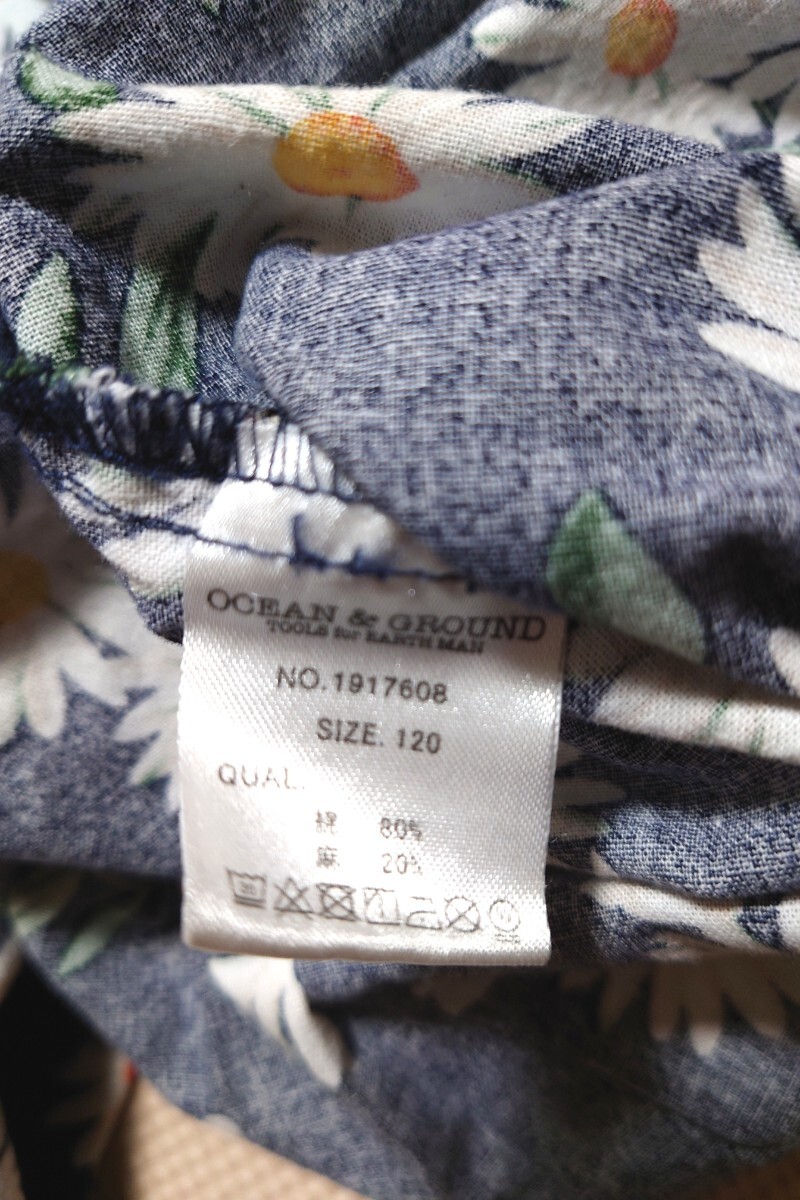 OCEAN & GROUND
TOOLS for EARTH MAN
NO.1917608
SIZE. 120
QUAL.
綿 80%
麻 20%